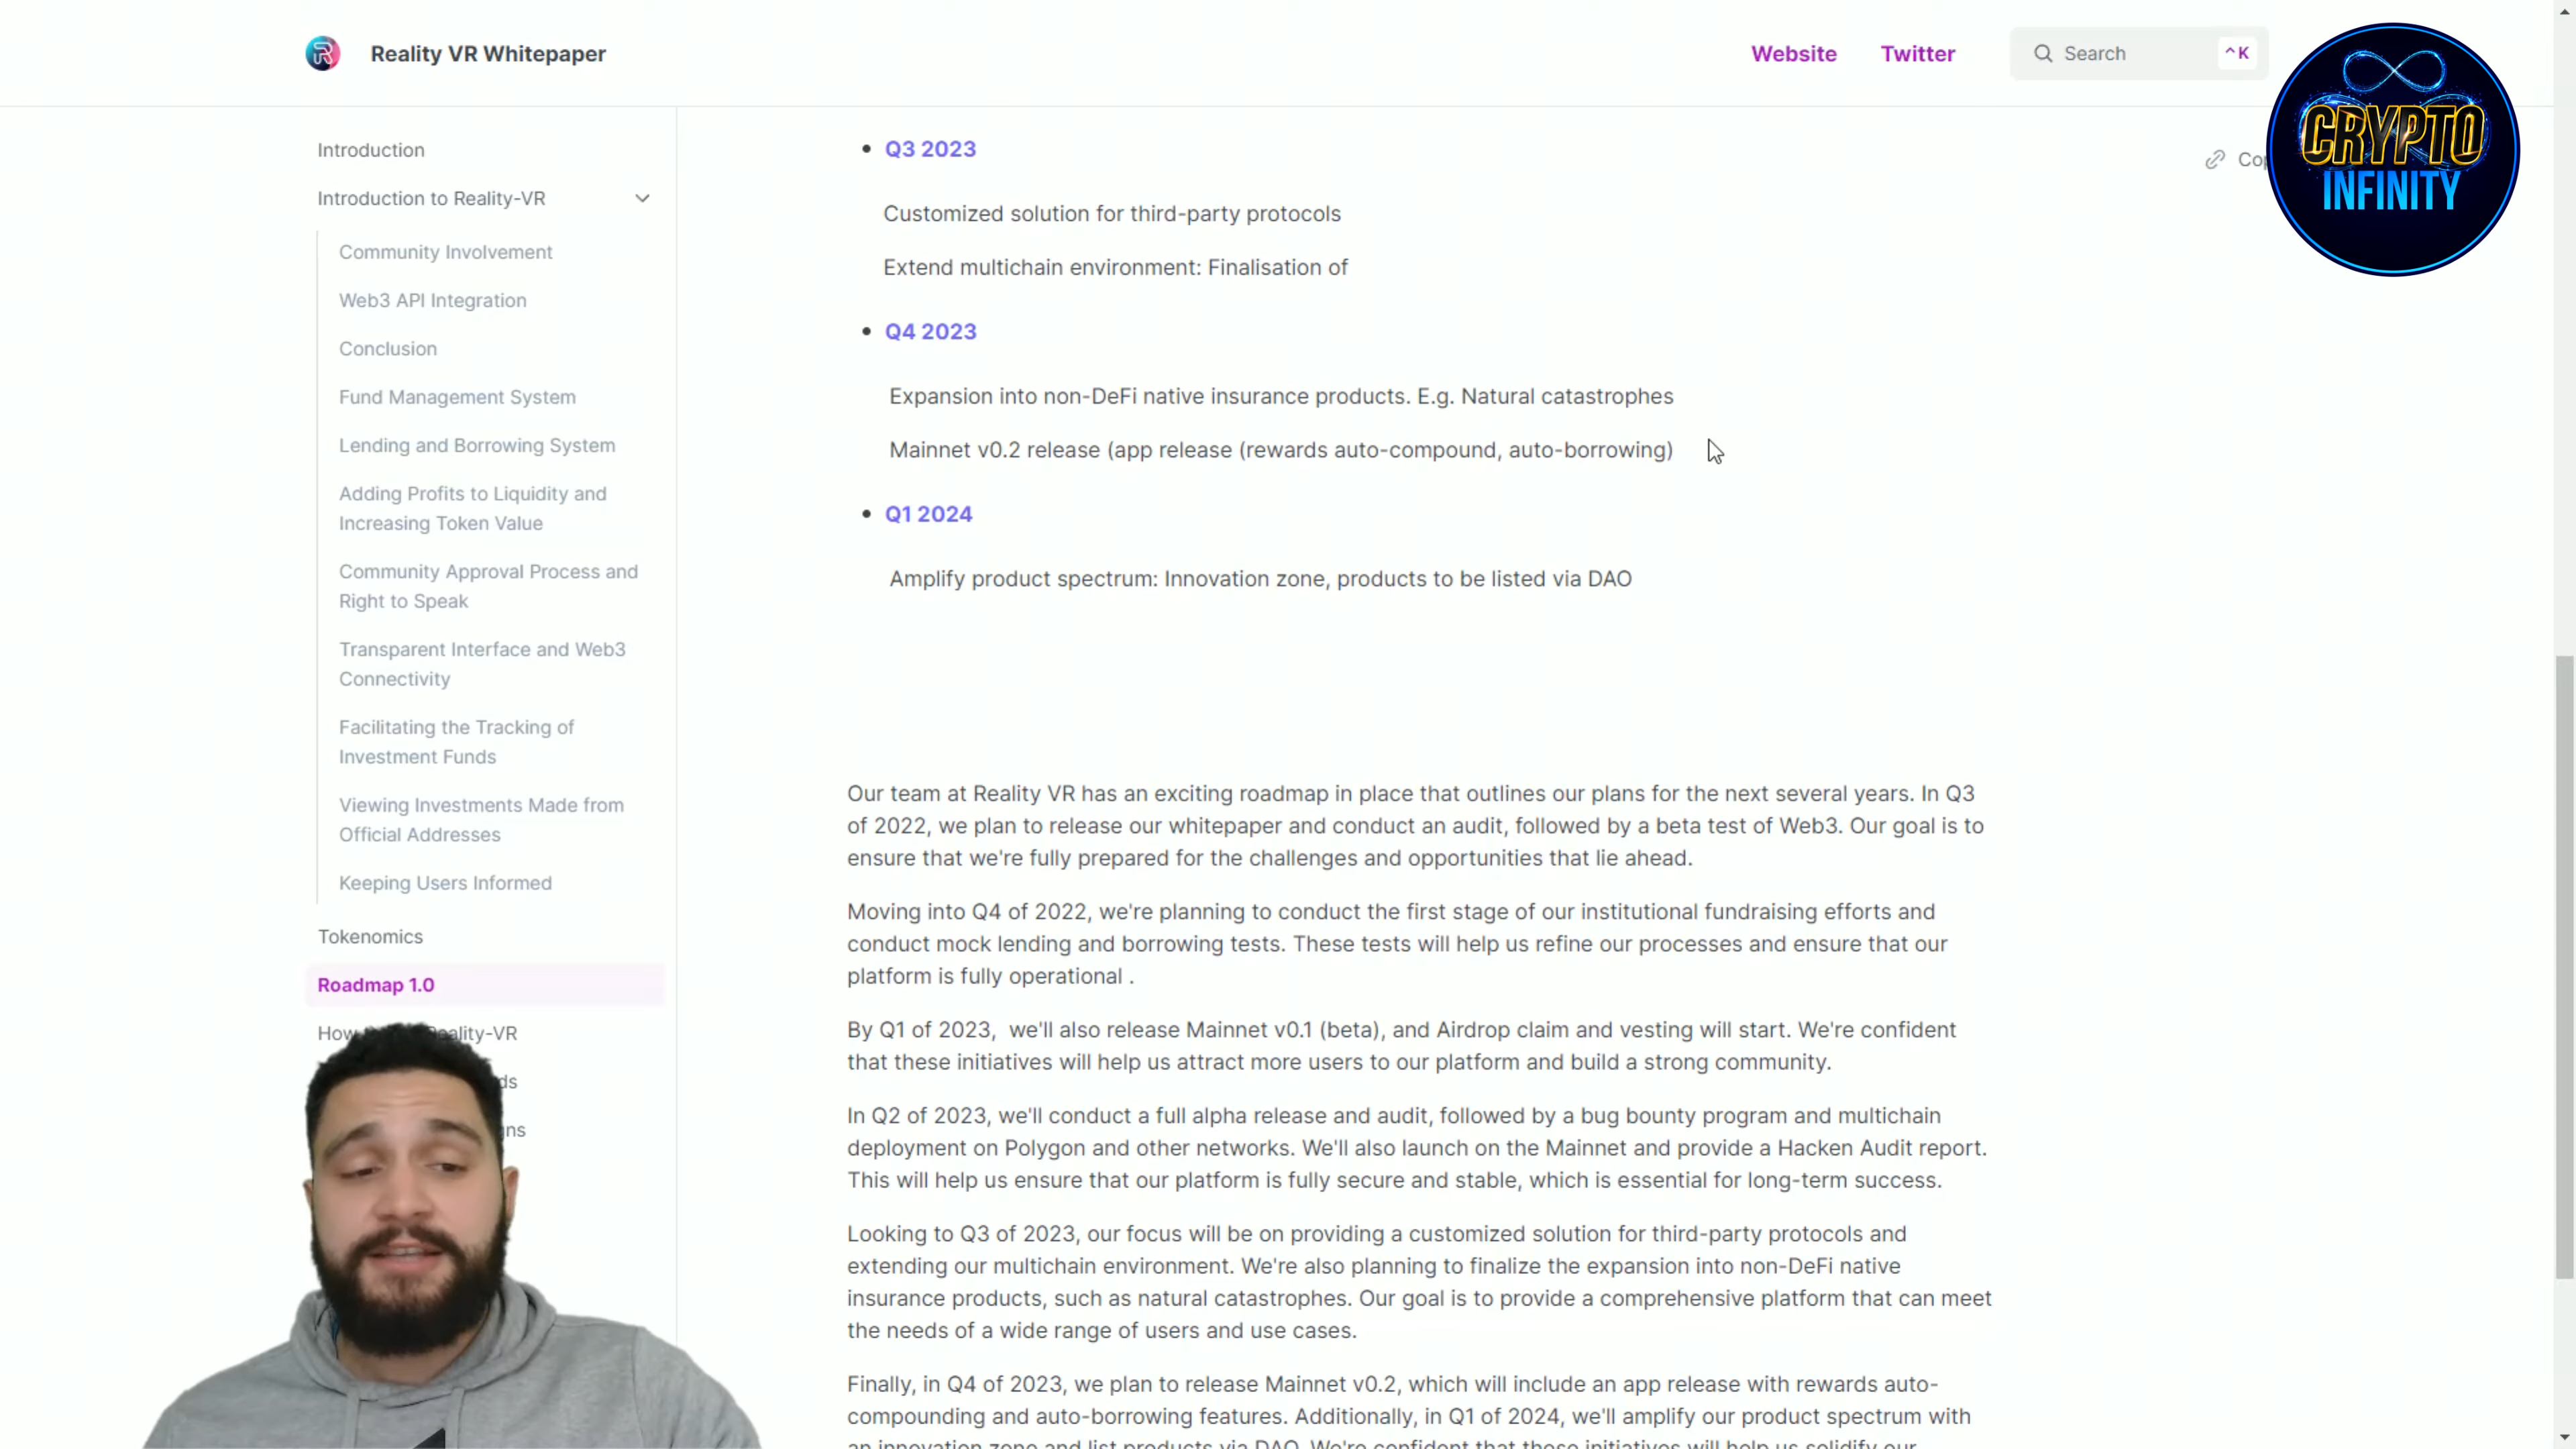 Reality VR Whitepaper
Website
Twitter
Search
^ K
CRYPTO
INFINITY
Introduction
Introduction to Reality-VR
Community Involvement
Web3 API Integration
Conclusion
Fund Management System
Lending and Borrowing System
Adding Profits to Liquidity and
Increasing Token Value
Community Approval Process and
Right to Speak
Transparent Interface and Web3
Connectivity
Facilitating the Tracking of
Investment Funds
Viewing Investments Made from
Official Addresses
Keeping Users Informed
Tokenomics
Roadmap 1.0
Reality-VR
• Q3 2023
Customized solution for third-party protocols
Extend multichain environment: Finalisation of
• Q4 2023
Expansion into non-DeFi native insurance products. E.g. Natural catastrophes
Mainnet v0.2 release (app release (rewards auto-compound, auto-borrowing)
• Q1 2024
Amplify product spectrum: Innovation zone, products to be listed via DAO
Our team at Reality VR has an exciting roadmap in place that outlines our plans for the next several years. In Q3
of 2022, we plan to release our whitepaper and conduct an audit, followed by a beta test of Web3. Our goal is to
ensure that we're fully prepared for the challenges and opportunities that lie ahead.
Moving into Q4 of 2022, we're planning to conduct the first stage of our institutional fundraising efforts and
conduct mock lending and borrowing tests. These tests will help us refine our processes and ensure that our
platform is fully operational .
By Q1 of 2023,  we'll also release Mainnet v0.1 (beta), and Airdrop claim and vesting will start. We're confident
that these initiatives will help us attract more users to our platform and build a strong community.
In Q2 of 2023, we'll conduct a full alpha release and audit, followed by a bug bounty program and multichain
deployment on Polygon and other networks. We'll also launch on the Mainnet and provide a Hacken Audit report.
This will help us ensure that our platform is fully secure and stable, which is essential for long-term success.
Looking to Q3 of 2023, our focus will be on providing a customized solution for third-party protocols and
extending our multichain environment. We're also planning to finalize the expansion into non-DeFi native
insurance products, such as natural catastrophes. Our goal is to provide a comprehensive platform that can meet
the needs of a wide range of users and use cases.
Finally, in Q4 of 2023, we plan to release Mainnet v0.2, which will include an app release with rewards auto-
compounding and auto-borrowing features. Additionally, in Q1 of 2024, we'll amplify our product spectrum with
an innovation zone and list products via DAO. We're confident that these initiatives will help us solidify our